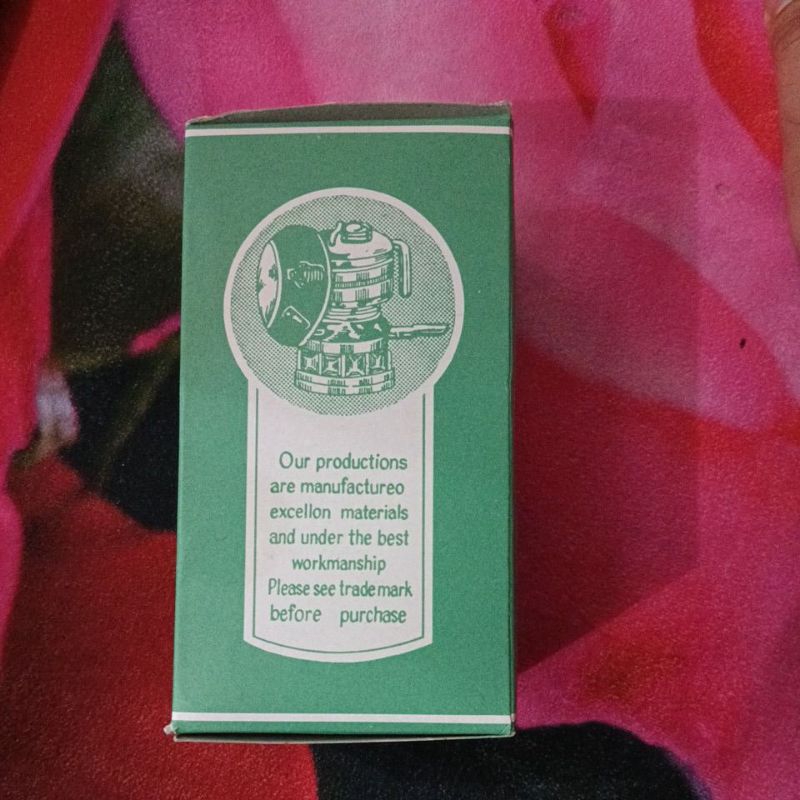 Our productions
are manufactureo
excellon materials
and under the best
workmanship
Please see trade mark
before purchase